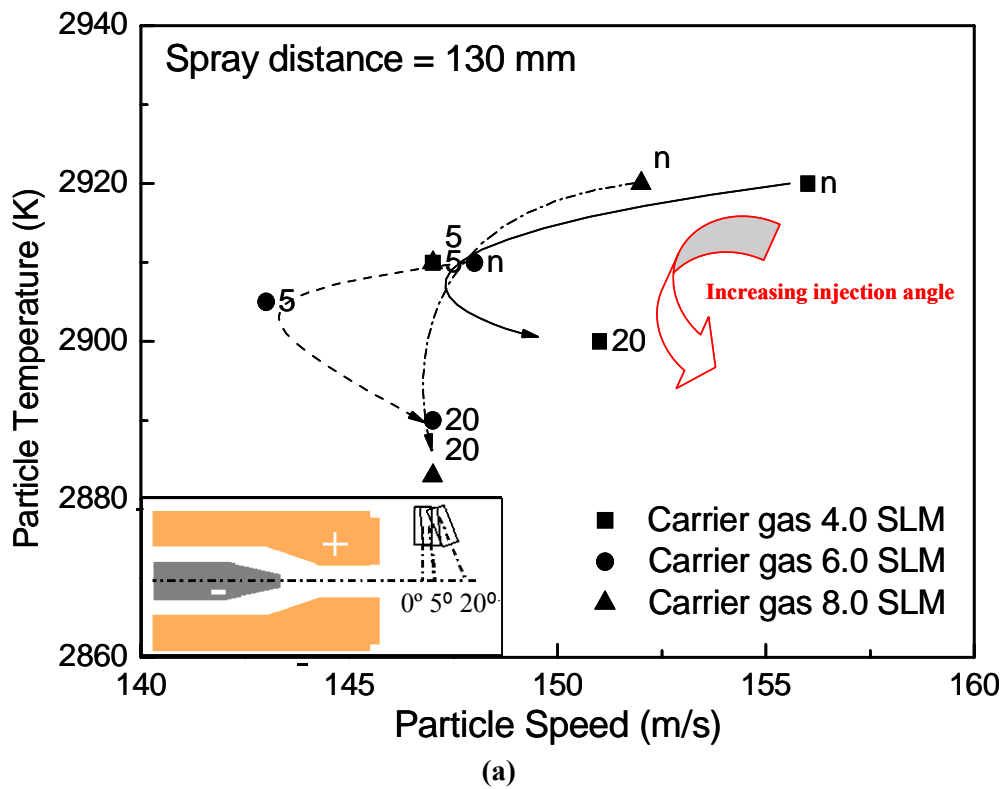 2940
Spray distance = 130 mm
n
2920
n
5
5
n
2910
5
Increasing injection angle
2900
20
20
20
2880
+
-
0º 5º 20º
Carrier gas 4.0 SLM
Carrier gas 6.0 SLM
Carrier gas 8.0 SLM
2860
140
145
150
155
160
Particle Temperature (K)
Particle Speed (m/s)
(a)